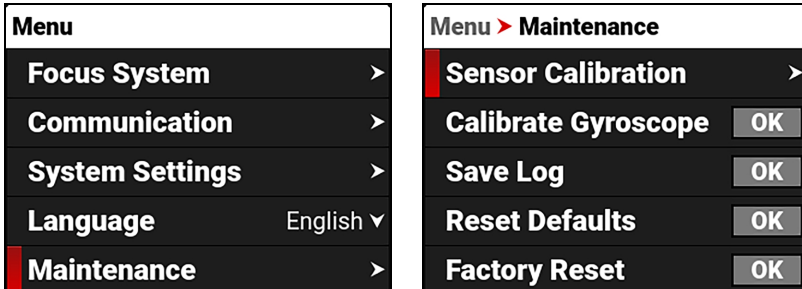 Menu
Focus System
Communication
System Settings
Language English
Maintenance
Menu Maintenance
Sensor Calibration
Calibrate Gyroscope OK
Save Log OK
Reset Defaults OK
Factory Reset OK